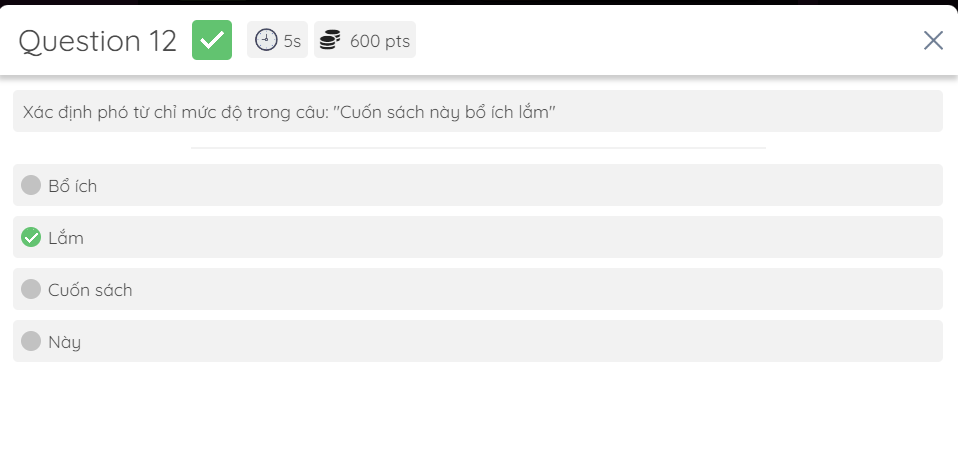 Question 12 5s 600 pts
Xác định phó từ chỉ mức độ trong câu: "Cuốn sách này bổ ích lắm"
Bổ ích
Lắm
Cuốn sách
Này